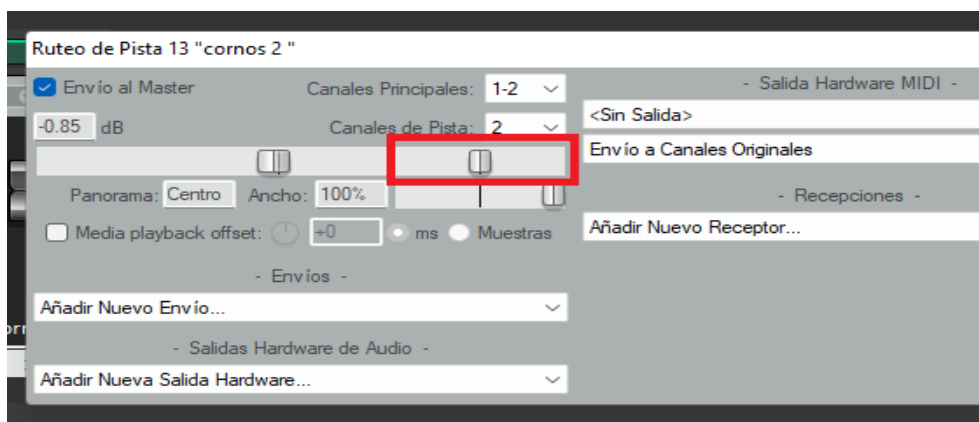 Ruteo de Pista 13 "cornos 2 "
Envío al Master
Canales Principales: 1-2
-0.85 dB
Canales de Pista: 2
Panorama: Centro Ancho: 100%
Media playback offset: +0 ms Muestras
- Envíos -
Añadir Nuevo Envío...
- Salidas Hardware de Audio -
Añadir Nueva Salida Hardware...
- Salida Hardware MIDI -
<Sin Salida>
Envío a Canales Originales
- Recepciones -
Añadir Nuevo Receptor...